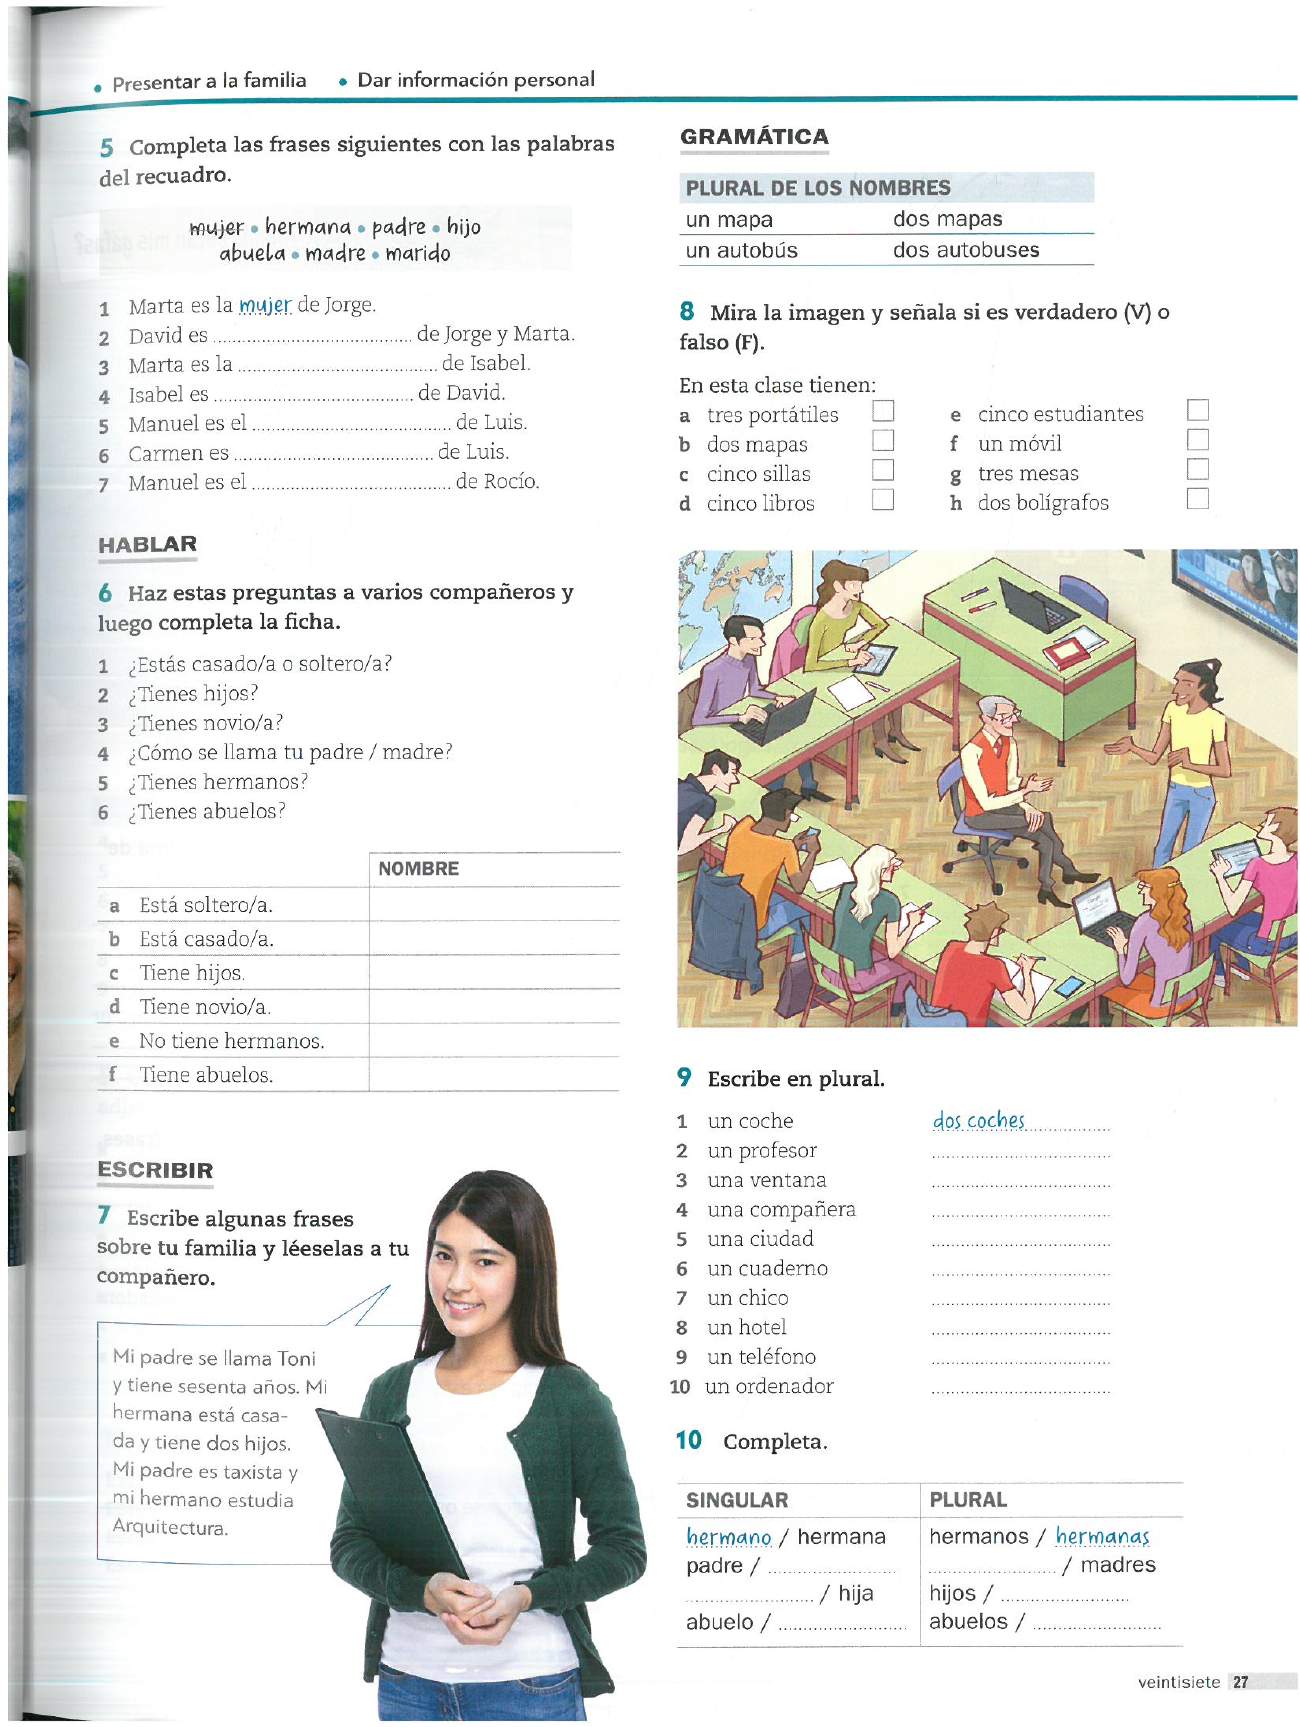 • Presentar a la familia • Dar información personal
5 Completa las frases siguientes con las palabras
del recuadro.
mujer • hermana • padre • hijo
abuela • madre • marido
1 Marta es la mujer de Jorge.
2 David es ........................................ de Jorge y Marta.
3 Marta es la ........................................ de Isabel.
4 Isabel es ........................................ de David.
5 Manuel es el ........................................ de Luis.
6 Carmen es ........................................ de Luis.
7 Manuel es el ........................................ de Rocío.
HABLAR
6 Haz estas preguntas a varios compañeros y
luego completa la ficha.
1 ¿Estás casado/a o soltero/a?
2 ¿Tienes hijos?
3 ¿Tienes novio/a?
4 ¿Cómo se llama tu padre / madre?
5 ¿Tienes hermanos?
6 ¿Tienes abuelos?
NOMBRE
a Está soltero/a.
b Está casado/a.
c Tiene hijos.
d Tiene novio/a.
e No tiene hermanos.
f Tiene abuelos.
ESCRIBIR
7 Escribe algunas frases
sobre tu familia y léeselas a tu
compañero.
Mi padre se llama Toni
y tiene sesenta años. Mi
hermana está casa-
da y tiene dos hijos.
Mi padre es taxista y
mi hermano estudia
Arquitectura.
GRAMÁTICA
PLURAL DE LOS NOMBRES
un mapa dos mapas
un autobús dos autobuses
8 Mira la imagen y señala si es verdadero (V) o
falso (F).
En esta clase tienen:
a tres portátiles e cinco estudiantes
b dos mapas f un móvil
c cinco sillas g tres mesas
d cinco libros h dos bolígrafos
9 Escribe en plural.
1 un coche dos coches
2 un profesor ....................................
3 una ventana ....................................
4 una compañera ....................................
5 una ciudad ....................................
6 un cuaderno ....................................
7 un chico ....................................
8 un hotel ....................................
9 un teléfono ....................................
10 un ordenador ....................................
10 Completa.
SINGULAR PLURAL
hermano / hermana hermanos / hermanas
padre / .......................... .......................... / madres
.......................... / hija hijos / ..........................
abuelo / .......................... abuelos / ..........................
veintisiete 27